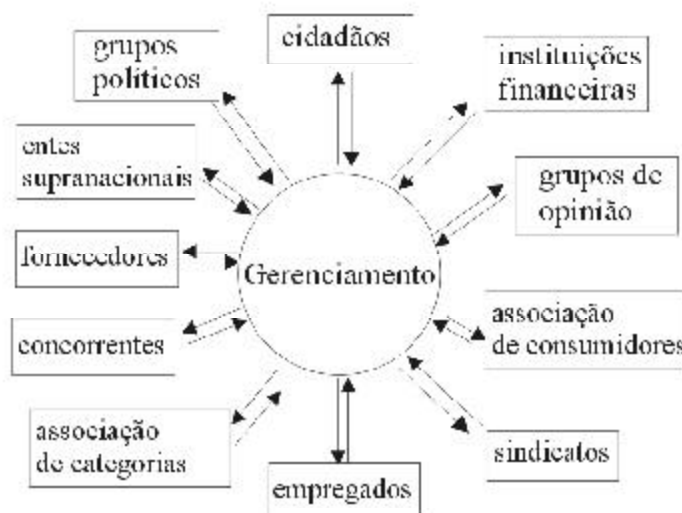 cidadãos
grupos
políticos
instituições
financeiras
entes
supranacionais
grupos de
opinião
fornecedores
Gerenciamento
concorrentes
associação
de consumidores
associação
de categorias
sindicatos
empregados